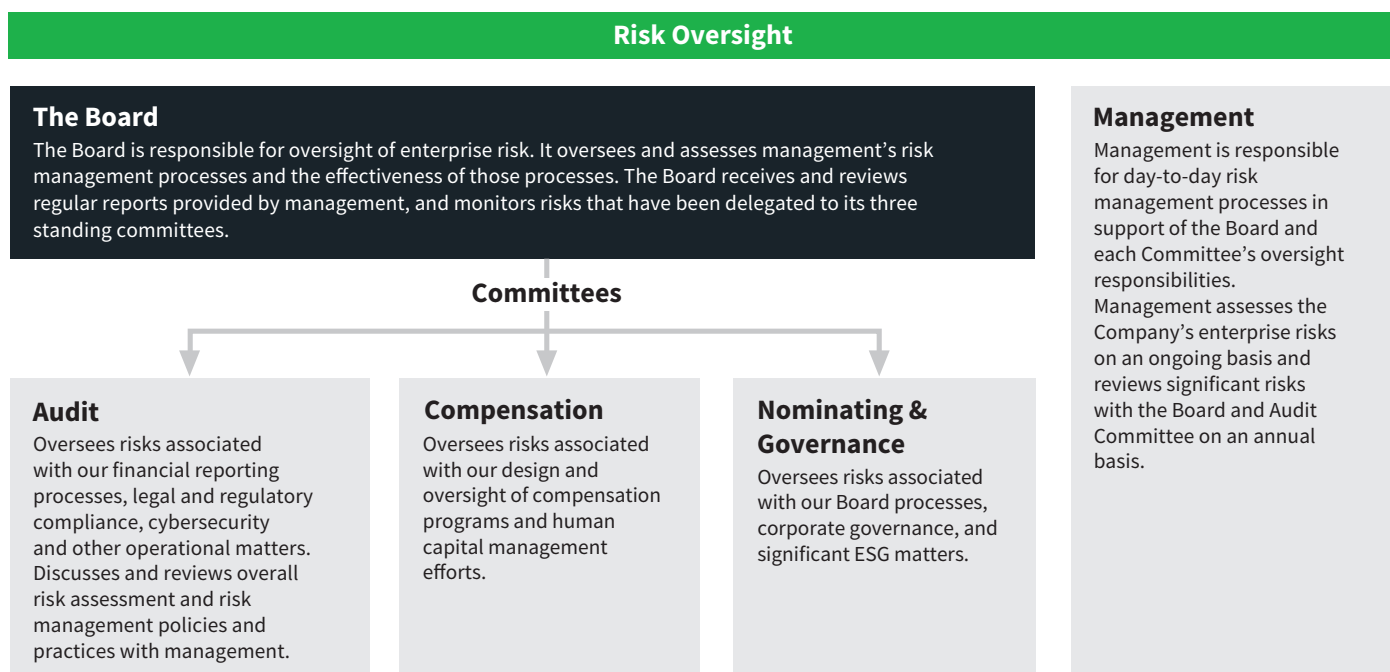 Risk Oversight
The Board
The Board is responsible for oversight of enterprise risk. It oversees and assesses management’s risk
management processes and the effectiveness of those processes. The Board receives and reviews
regular reports provided by management, and monitors risks that have been delegated to its three
standing committees.
Committees
Audit
Oversees risks associated
with our financial reporting
processes, legal and regulatory
compliance, cybersecurity
and other operational matters.
Discusses and reviews overall
risk assessment and risk
management policies and
practices with management.
Compensation
Oversees risks associated
with our design and
oversight of compensation
programs and human
capital management
efforts.
Nominating &
Governance
Oversees risks associated
with our Board processes,
corporate governance, and
significant ESG matters.
Management
Management is responsible
for day-to-day risk
management processes in
support of the Board and
each Committee’s oversight
responsibilities.
Management assesses the
Company’s enterprise risks
on an ongoing basis and
reviews significant risks
with the Board and Audit
Committee on an annual
basis.